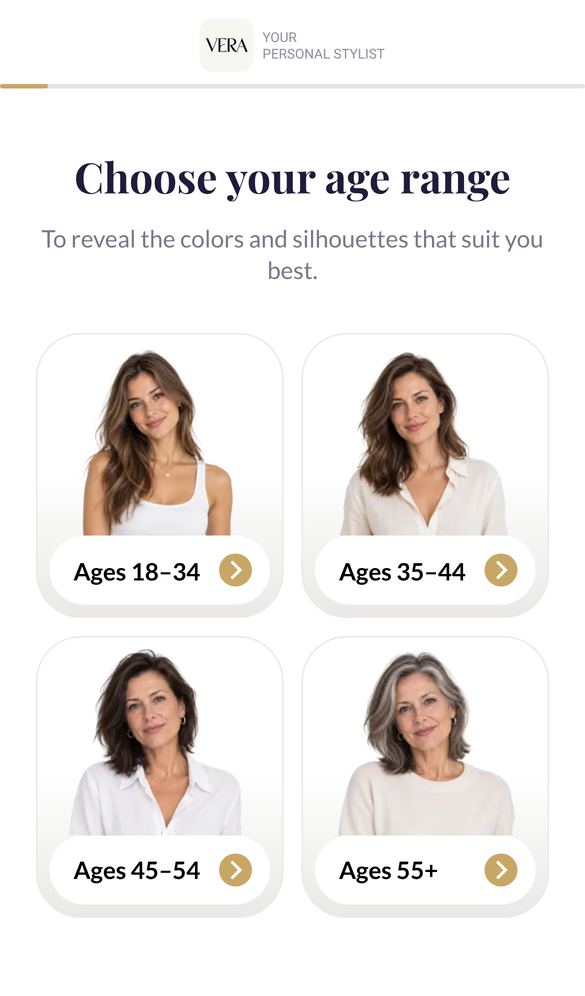 VERA
YOUR
PERSONAL STYLIST
Choose your age range
To reveal the colors and silhouettes that suit you
best.
Ages 18–34
Ages 35–44
Ages 45–54
Ages 55+